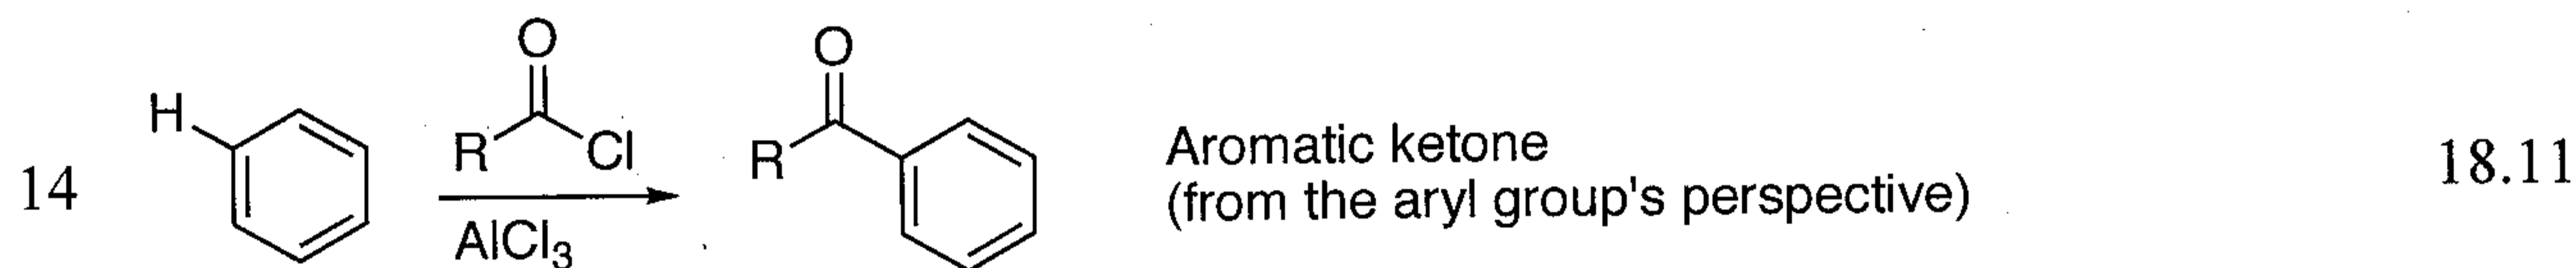 O
O
H
R
Cl
R
Aromatic ketone
14
(from the aryl group's perspective)
18.11
AlCl₃